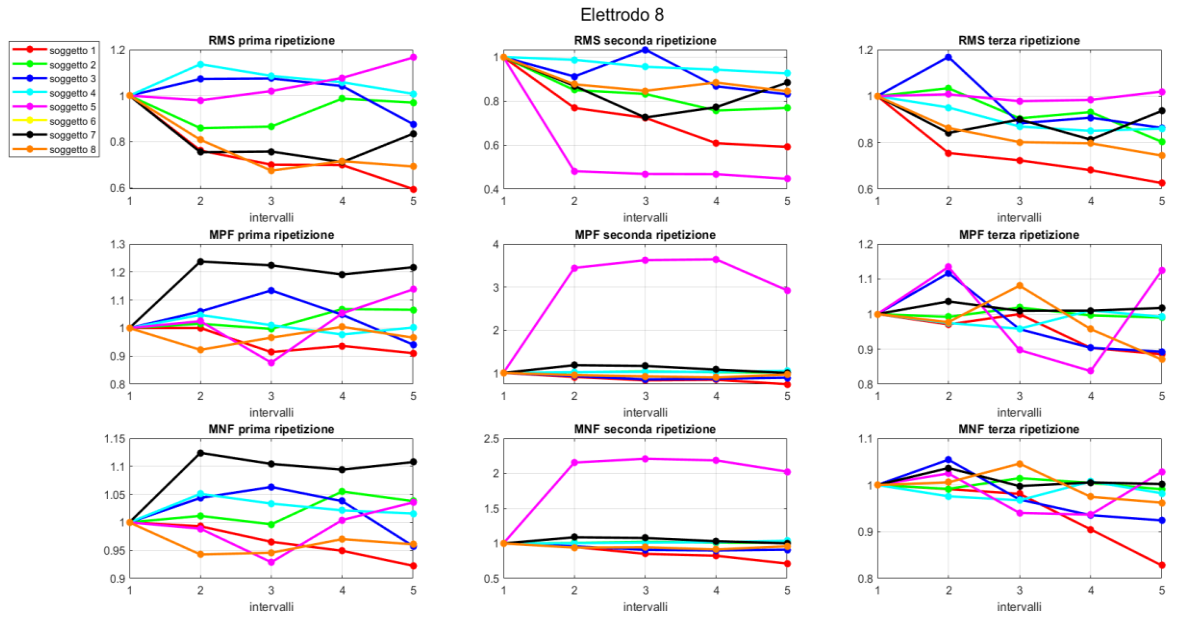 Elettrodo 8
soggetto 1
soggetto 2
soggetto 3
soggetto 4
soggetto 5
soggetto 6
soggetto 7
soggetto 8
RMS prima ripetizione
1.2
1
0.8
0.6
1 2 3 4 5
intervalli
RMS seconda ripetizione
1
0.8
0.6
0.4
1 2 3 4 5
intervalli
RMS terza ripetizione
1.2
1
0.8
0.6
1 2 3 4 5
intervalli
MPF prima ripetizione
1.3
1.2
1.1
1
0.9
0.8
1 2 3 4 5
intervalli
MPF seconda ripetizione
4
3
2
1
1 2 3 4 5
intervalli
MPF terza ripetizione
1.2
1.1
1
0.9
0.8
1 2 3 4 5
intervalli
MNF prima ripetizione
1.15
1.1
1.05
1
0.95
0.9
1 2 3 4 5
intervalli
MNF seconda ripetizione
2.5
2
1.5
1
0.5
1 2 3 4 5
intervalli
MNF terza ripetizione
1.1
1
0.9
0.8
1 2 3 4 5
intervalli